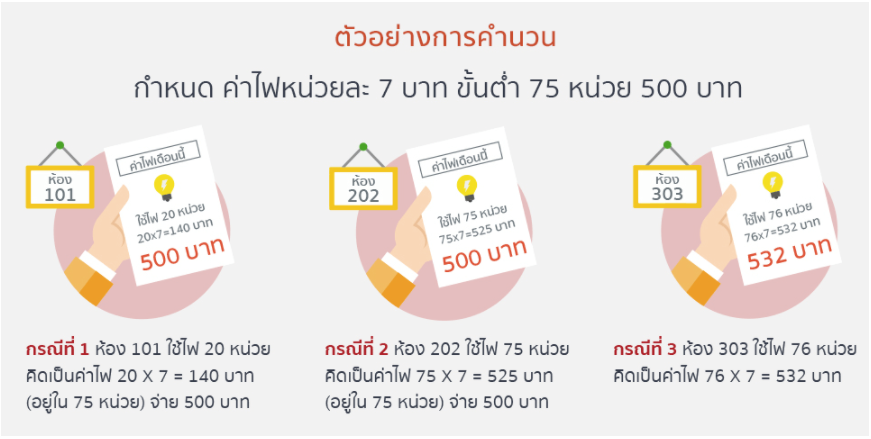 ตัวอย่างการคำนวน
กำหนด ค่าไฟหน่วยละ 7 บาท ขั้นต่ำ 75 หน่วย 500 บาท
ห้อง
101
ค่าไฟเดือนนี้
ใช้ไฟ 20 หน่วย
20x7=140 บาท
500 บาท
ห้อง
202
ค่าไฟเดือนนี้
ใช้ไฟ 75 หน่วย
75x7=525 บาท
500 บาท
ห้อง
303
ค่าไฟเดือนนี้
ใช้ไฟ 76 หน่วย
76x7=532 บาท
532 บาท
กรณีที่ 1 ห้อง 101 ใช้ไฟ 20 หน่วย
คิดเป็นค่าไฟ 20 X 7 = 140 บาท
(อยู่ใน 75 หน่วย) จ่าย 500 บาท
กรณีที่ 2 ห้อง 202 ใช้ไฟ 75 หน่วย
คิดเป็นค่าไฟ 75 X 7 = 525 บาท
(อยู่ใน 75 หน่วย) จ่าย 500 บาท
กรณีที่ 3 ห้อง 303 ใช้ไฟ 76 หน่วย
คิดเป็นค่าไฟ 76 X 7 = 532 บาท